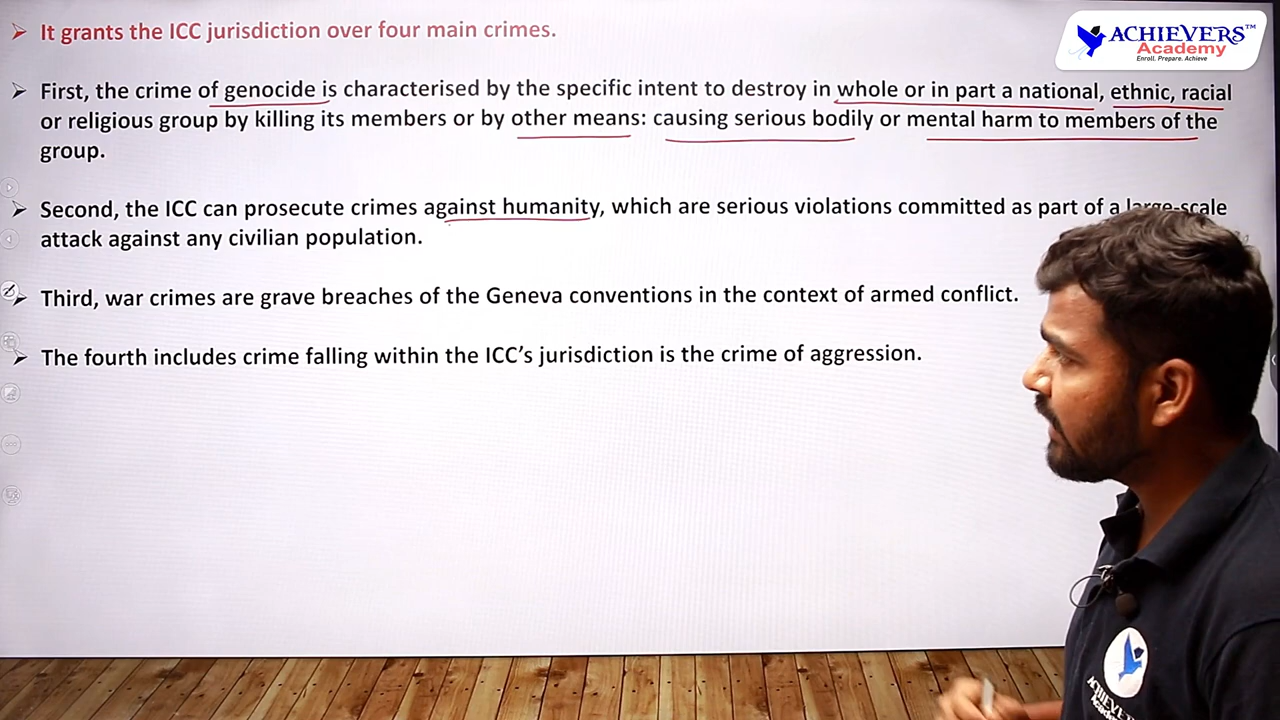 It grants the ICC jurisdiction over four main crimes.
ACHIEVERS™
Academy
Enroll. Prepare. Achieve
First, the crime of genocide is characterised by the specific intent to destroy in whole or in part a national, ethnic, racial
or religious group by killing its members or by other means: causing serious bodily or mental harm to members of the
group.
Second, the ICC can prosecute crimes against humanity, which are serious violations committed as part of a large-scale
attack against any civilian population.
Third, war crimes are grave breaches of the Geneva conventions in the context of armed conflict.
The fourth includes crime falling within the ICC's jurisdiction is the crime of aggression.
ACHIEVERS